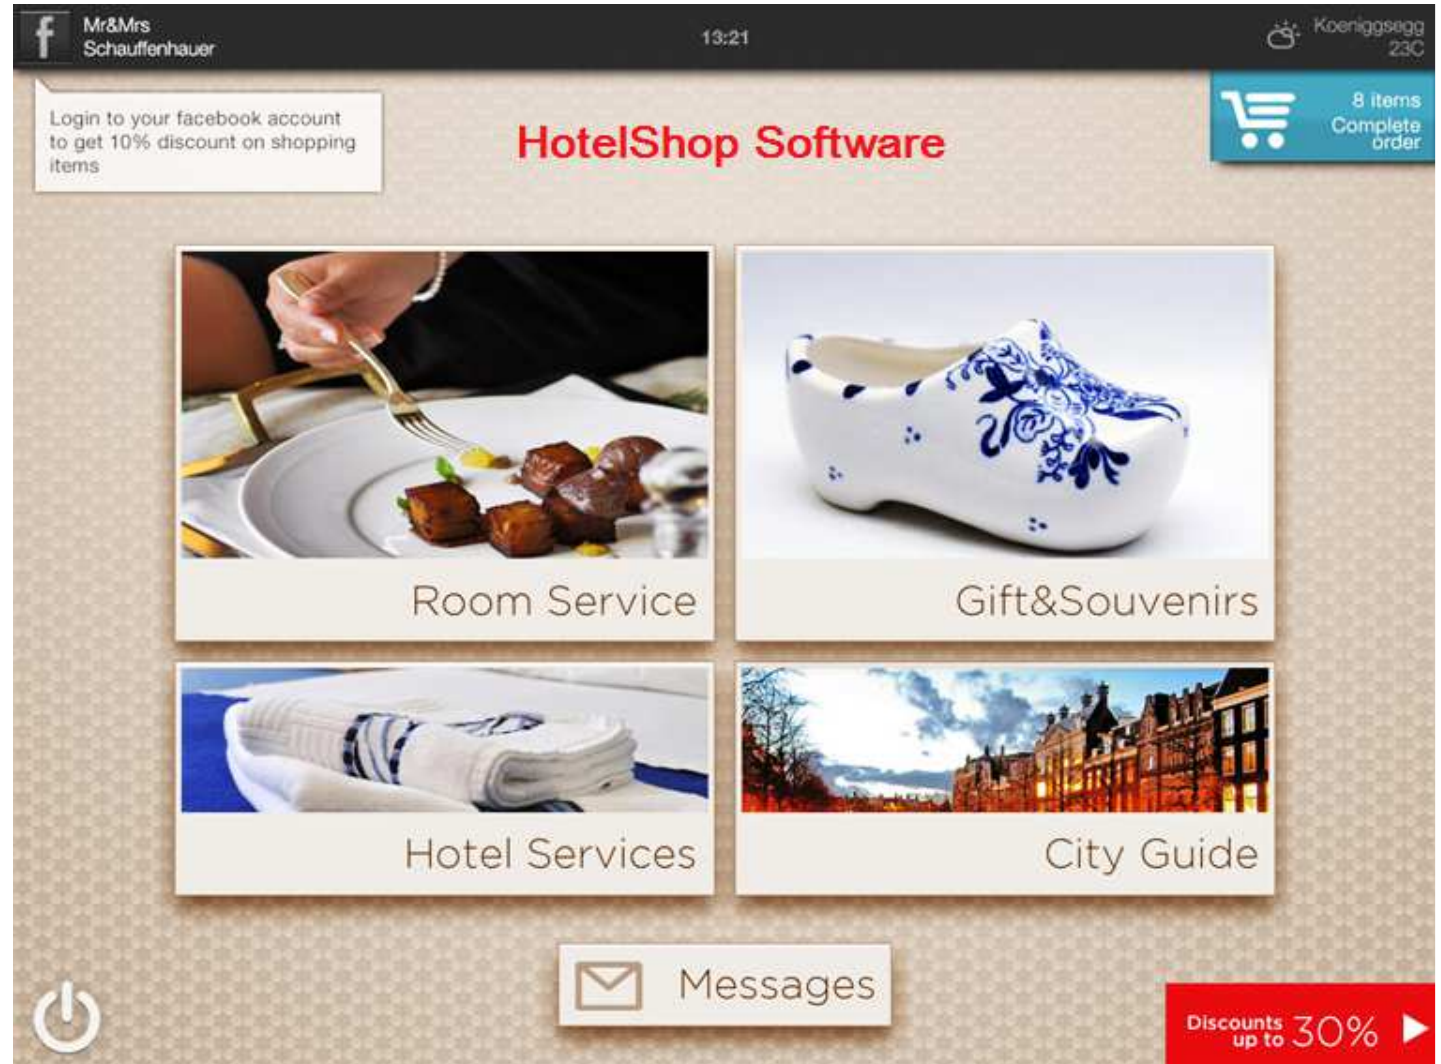 f
Mr&Mrs
Schauffenhauer
13:21
Koeniggsegg
23C
Login to your facebook account
to get 10% discount on shopping
items
HotelShop Software
8 items
Complete
order
Room Service
Gift&Souvenirs
Hotel Services
City Guide
Messages
Discounts
up to 30%